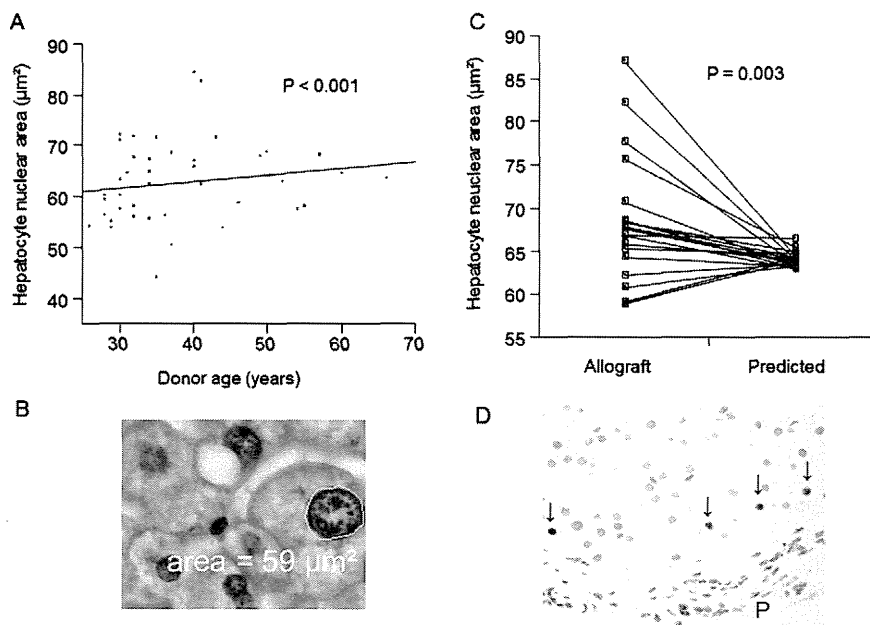 A
Hepatocyte nuclear area (µm²)
90
80
70
60
50
40
P < 0.001
30
40
50
60
70
Donor age (years)
C
Hepatocyte neuclear area (µm²)
90
85
80
75
70
65
60
55
P = 0.003
Allograft
Predicted
B
area = 59 µm²
D
P